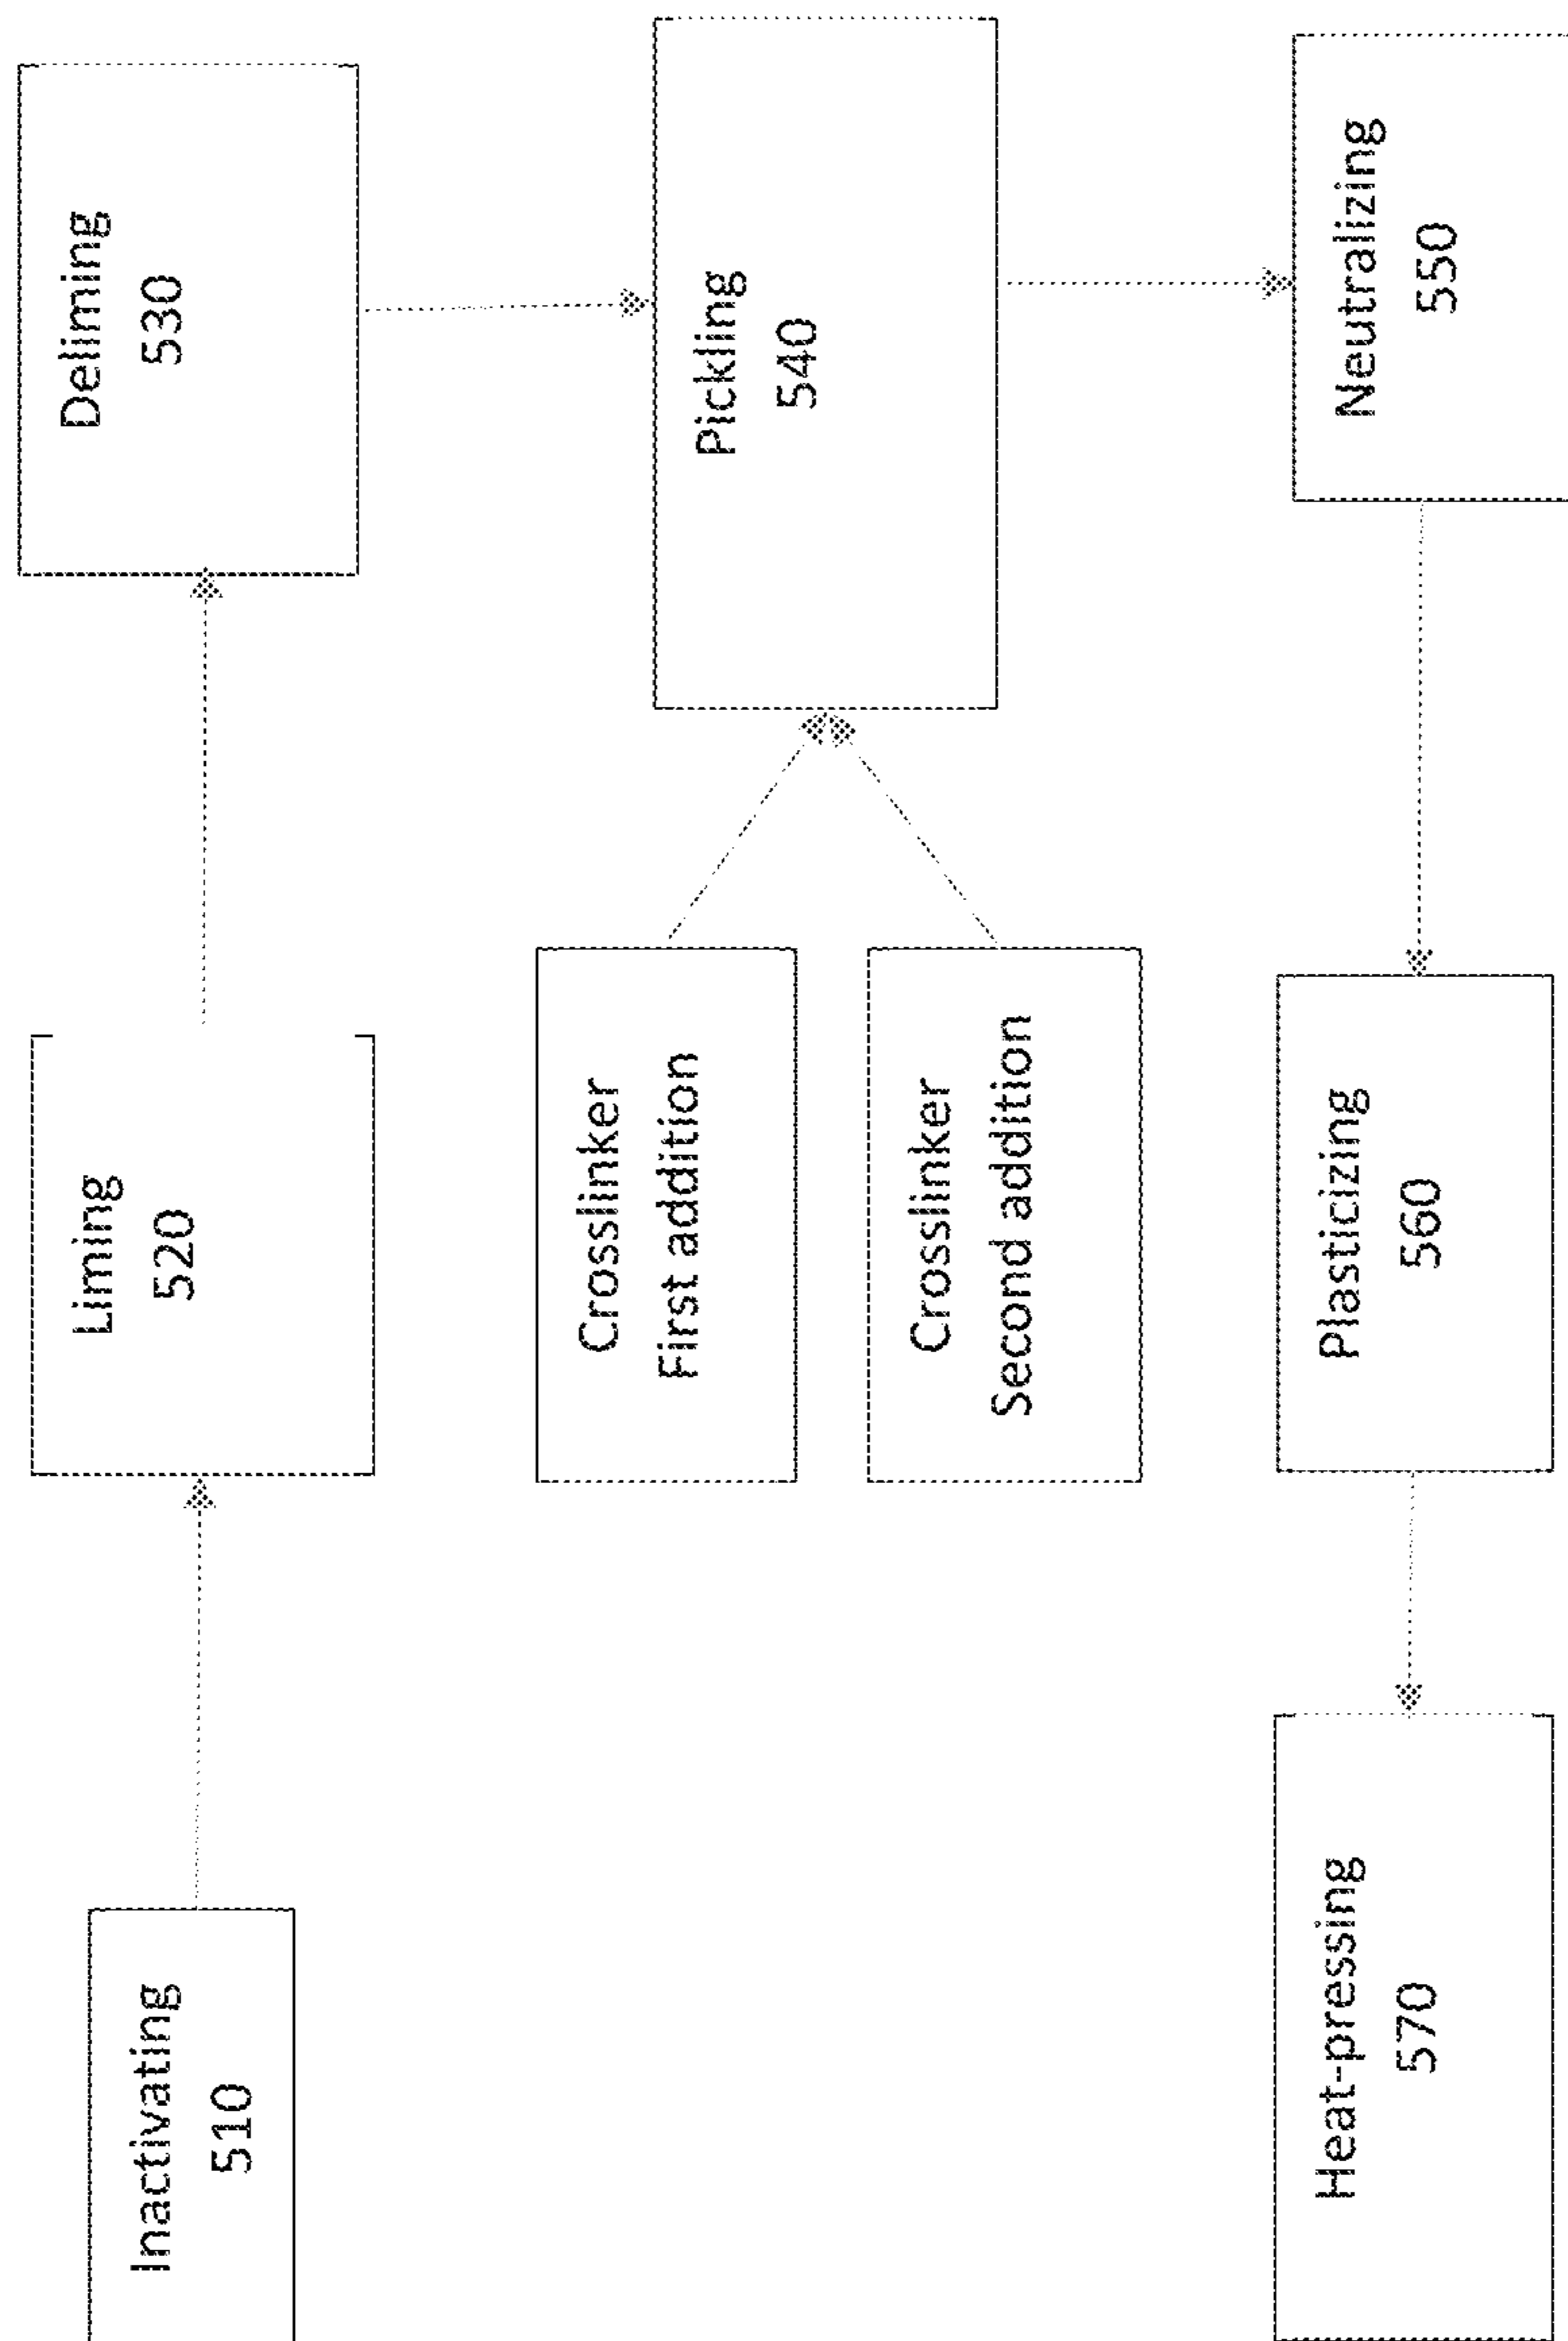 Inactivating
510
Liming
520
Deliming
530
Crosslinker
First addition
Pickling
540
Crosslinker
Second addition
Heat-pressing
570
Plasticizing
560
Neutralizing
550